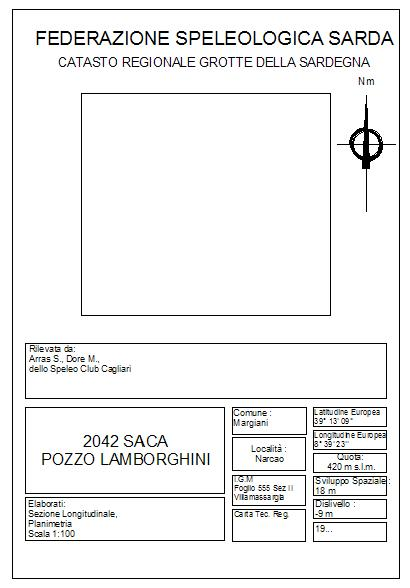 FEDERAZIONE SPELEOLOGICA SARDA
CATASTO REGIONALE GROTTE DELLA SARDEGNA
Nm
Rilevata da:
Arras S., Dore M.,
dello Speleo Club Cagliari
2042 SACA
POZZO LAMBORGHINI
Elaborati:
Sezione Longitudinale,
Planimetria
Scala 1:100
Comune :
Margiani
Località :
Narcao
I.G.M
Foglio 555 Sez II
Villamassargia
Carta Tec. Reg.
Latitudine Europea
39° 13' 09"
Longitudine Europea
8° 39' 23"
Quota:
420 m s.l.m.
Sviluppo Spaziale :
18 m
Dislivello :
-9 m
19...